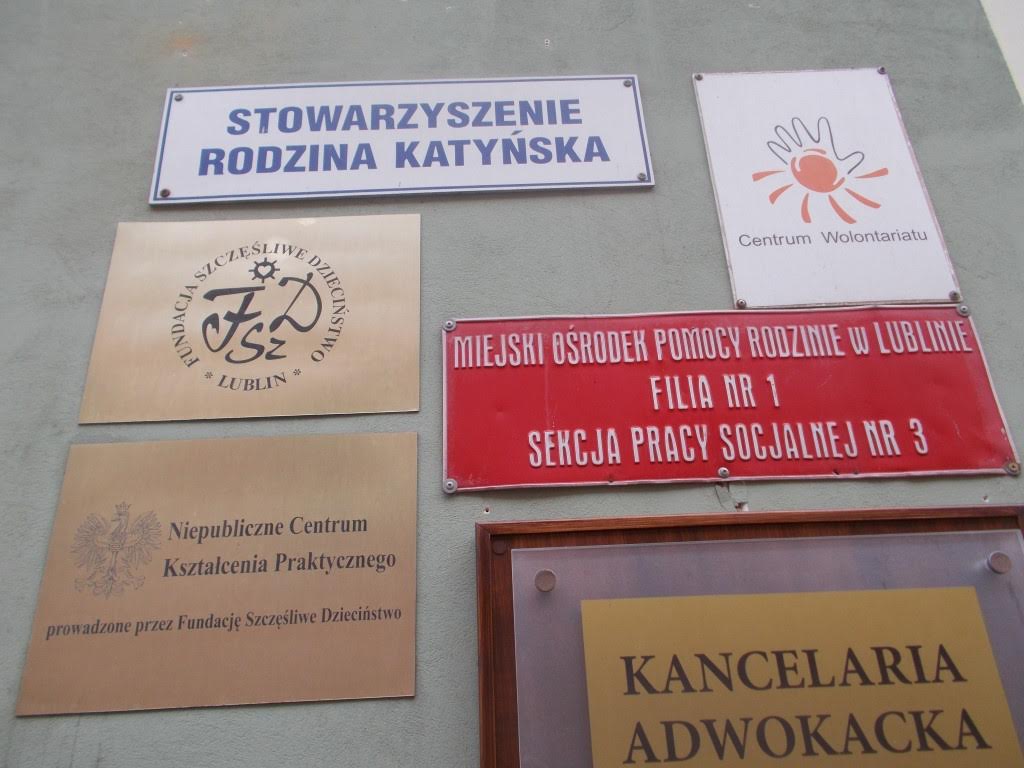 STOWARZYSZENIE
RODZINA KATYŃSKA
Centrum Wolontariatu
FUNDACJA SZCZĘŚLIWE DZIECIŃSTWO
FSzD
* LUBLIN *
MIEJSKI OŚRODEK POMOCY RODZINIE w LUBLINIE
FILIA NR 1
SEKCJA PRACY SOCJALNEJ NR 3
Niepubliczne Centrum
Kształcenia Praktycznego
prowadzone przez Fundację Szczęśliwe Dzieciństwo
KANCELARIA
ADWOKACKA